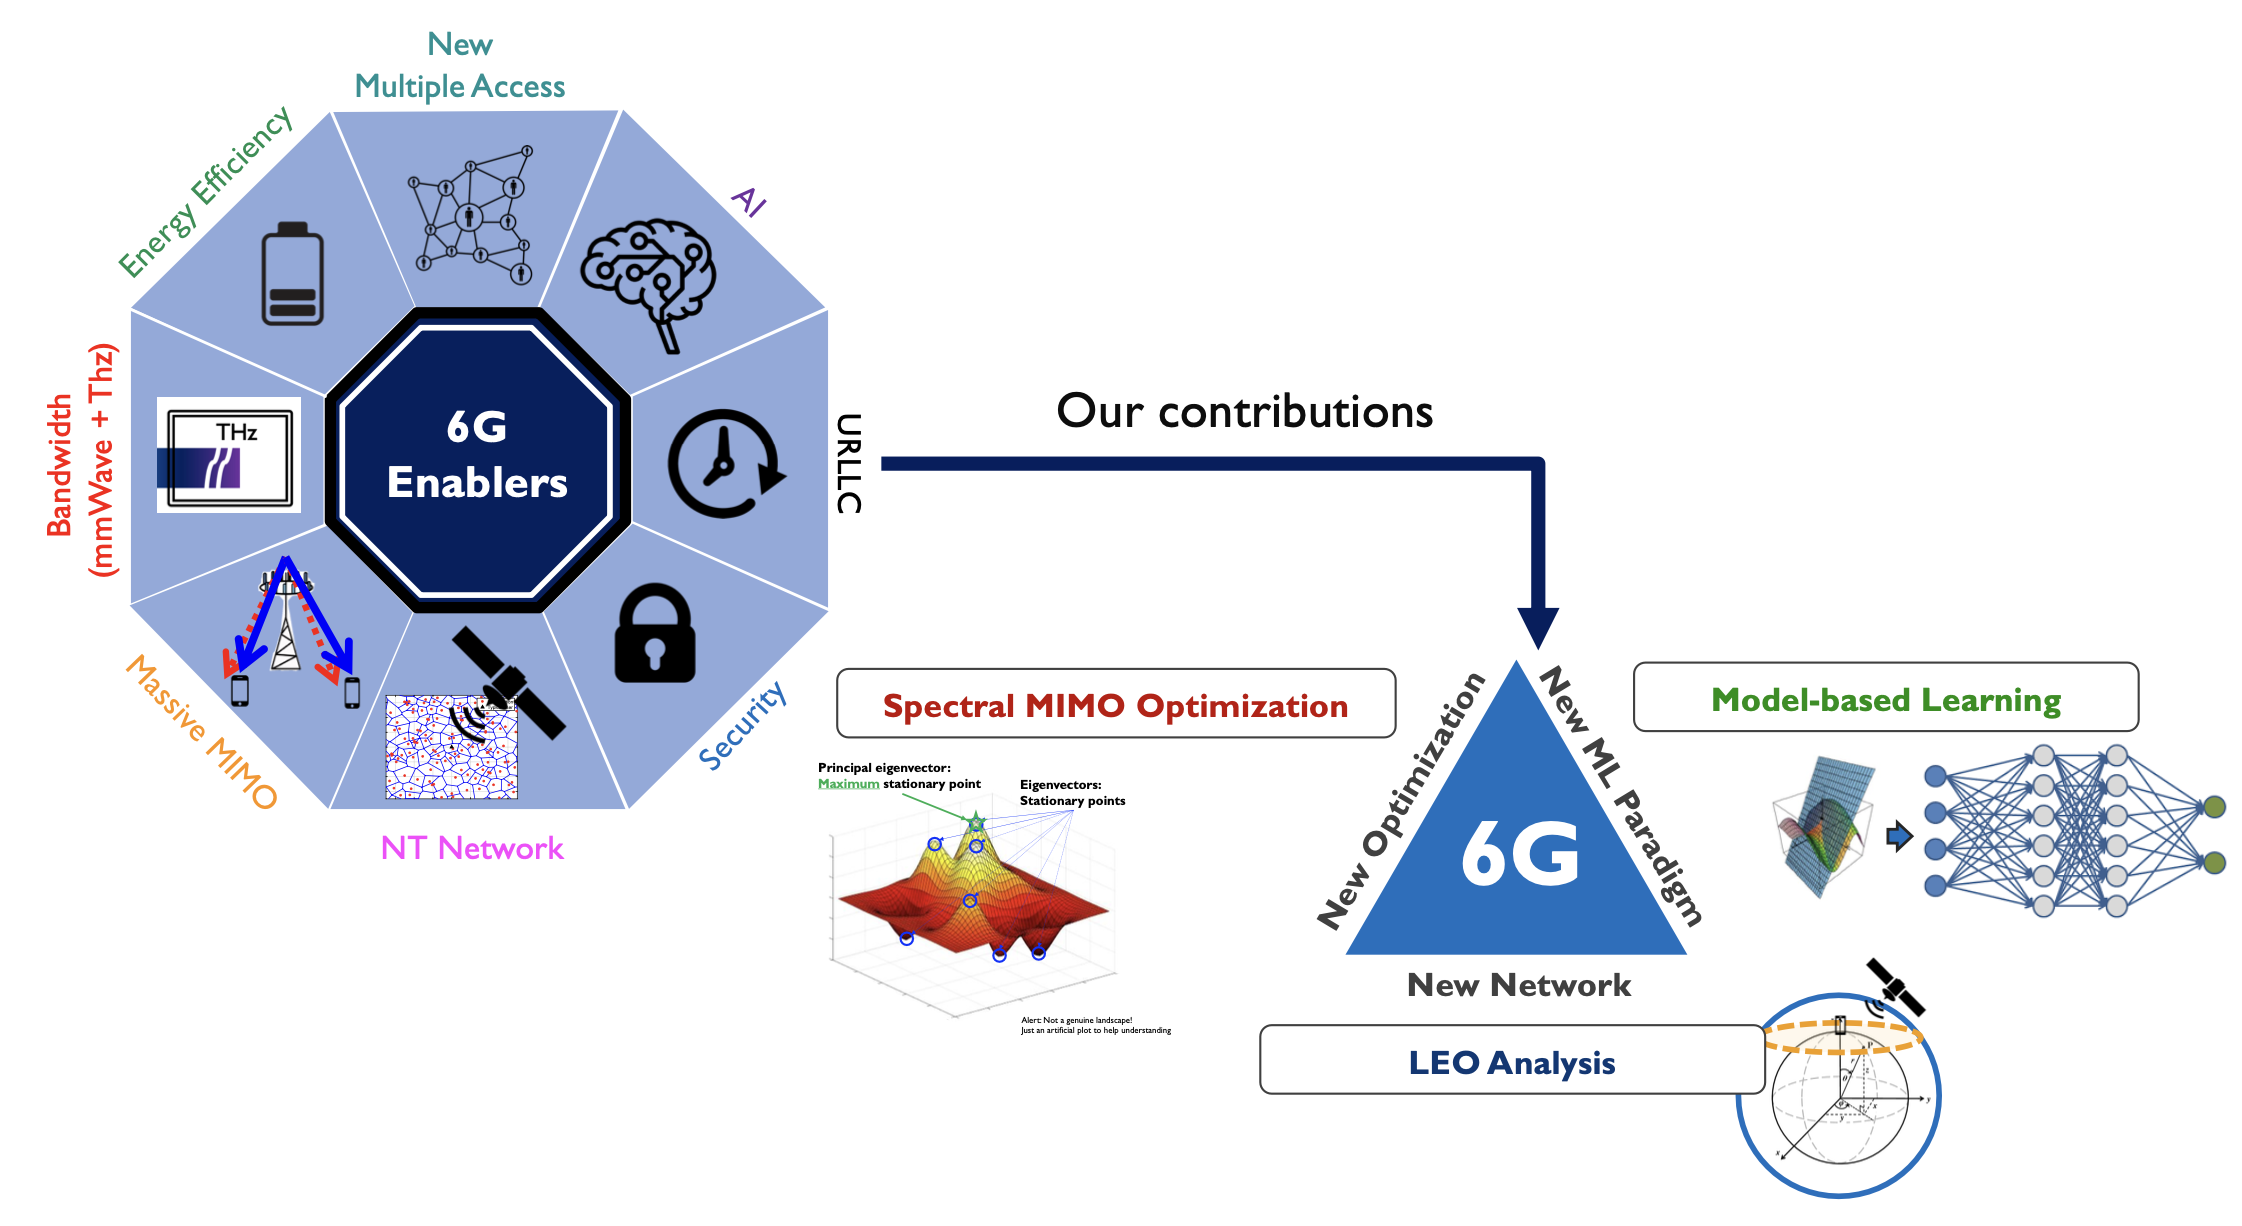 New
Multiple Access
Energy Efficiency
AI
Bandwidth
(mmWave + Thz)
THz
6G
Enablers
URLLC
Massive MIMO
NT Network
Security
Our contributions
Spectral MIMO Optimization
Principal eigenvector:
Maximum stationary point
Eigenvectors:
Stationary points
Alert: Not a genuine landscape!
Just an artificial plot to help understanding
New Optimization
New ML Paradigm
6G
New Network
Model-based Learning
LEO Analysis
P
r
z
θ
φ
x
y
y
x